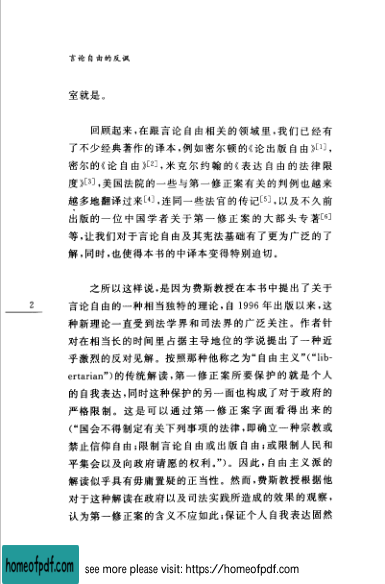 言论自由的反讽
室就是。
回顾起来,在跟言论自由相关的领域里,我们已经有
了不少经典著作的译本,例如密尔顿的《论出版自由》[1],
密尔的《论自由》[2],米克尔约翰的《表达自由的法律限
度》[3],美国法院的一些与第一修正案有关的判例也越来
越多地翻译过来[4],连同一些法官的传记[5],以及不久前
出版的一位中国学者关于第一修正案的大部头专著[6]
等,让我们对于言论自由及其宪法基础有了更为广泛的了
解,同时,也使得本书的中译本变得特别迫切。
之所以这样说,是因为费斯教授在本书中提出了关于
2
言论自由的一种相当独特的理论,自 1996 年出版以来,这
种新理论一直受到法学界和司法界的广泛关注。作者针
对在相当长的时间里占据主导地位的学说提出了一种近
乎激烈的反对见解。按照那种他称之为“自由主义”(“lib-
ertarian”)的传统解读,第一修正案所要保护的就是个人
的自我表达,同时这种保护的另一面也构成了对于政府的
严格限制。这是可以通过第一修正案字面看得出来的
(“国会不得制定有关下列事项的法律,即确立一种宗教或
禁止信仰自由;限制言论自由或出版自由;或限制人民和
平集会以及向政府请愿的权利。”)。因此,自由主义派的
解读似乎具有毋庸置疑的正当性。然而,费斯教授根据他
对于这种解读在政府以及司法实践所造成的效果的观察,
认为第一修正案的含义不应如此;保证个人自我表达固然
homeofpdf.com
see more please visit: https://homeofpdf.com